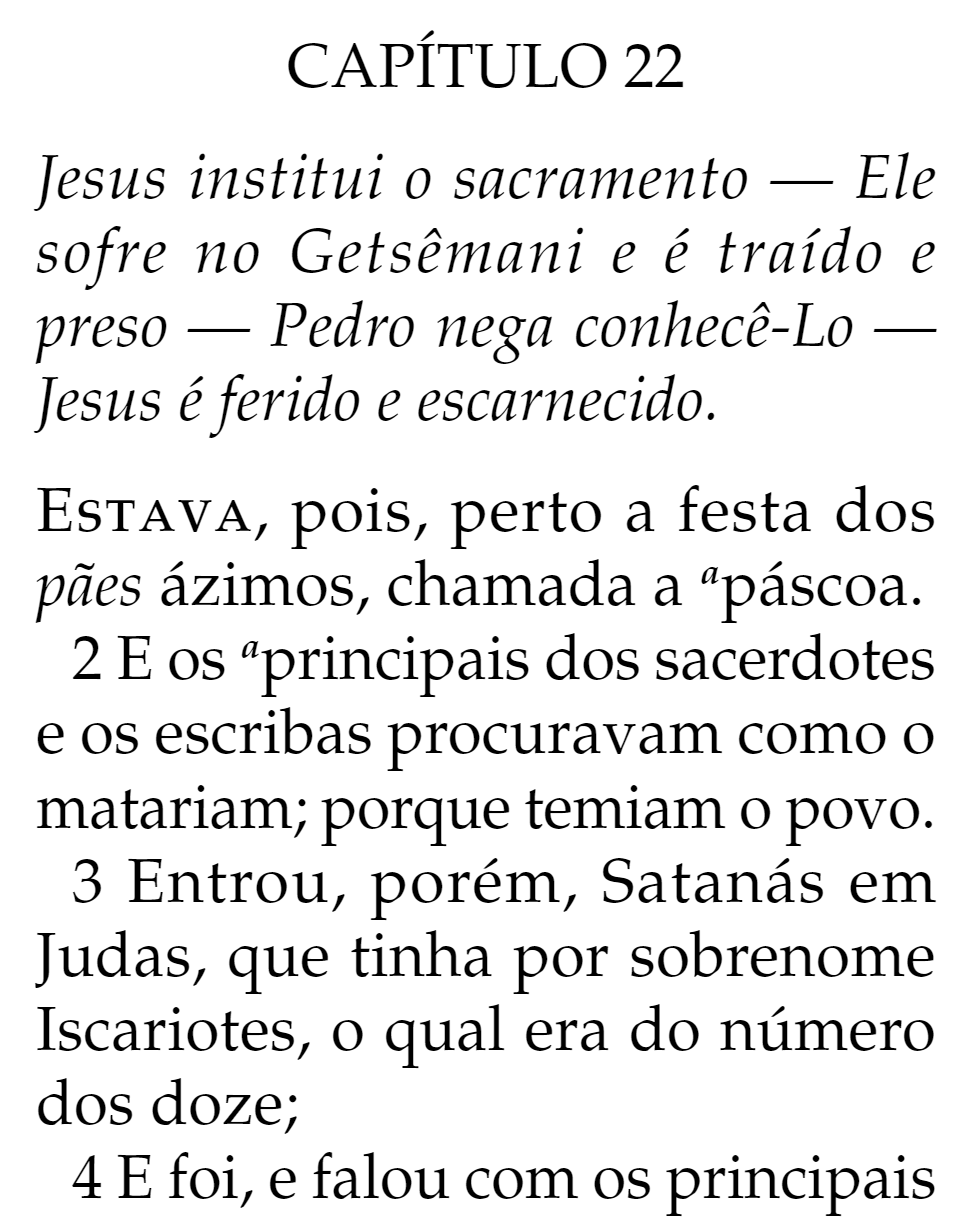 CAPÍTULO 22
Jesus institui o sacramento — Ele
sofre no Getsêmani e é traído e
preso — Pedro nega conhecê-Lo —
Jesus é ferido e escarnecido.
ESTAVA, pois, perto a festa dos
pães ázimos, chamada a ªpáscoa.
2 E os ªprincipais dos sacerdotes
e os escribas procuravam como o
matariam; porque temiam o povo.
3 Entrou, porém, Satanás em
Judas, que tinha por sobrenome
Iscariotes, o qual era do número
dos doze;
4 E foi, e falou com os principais